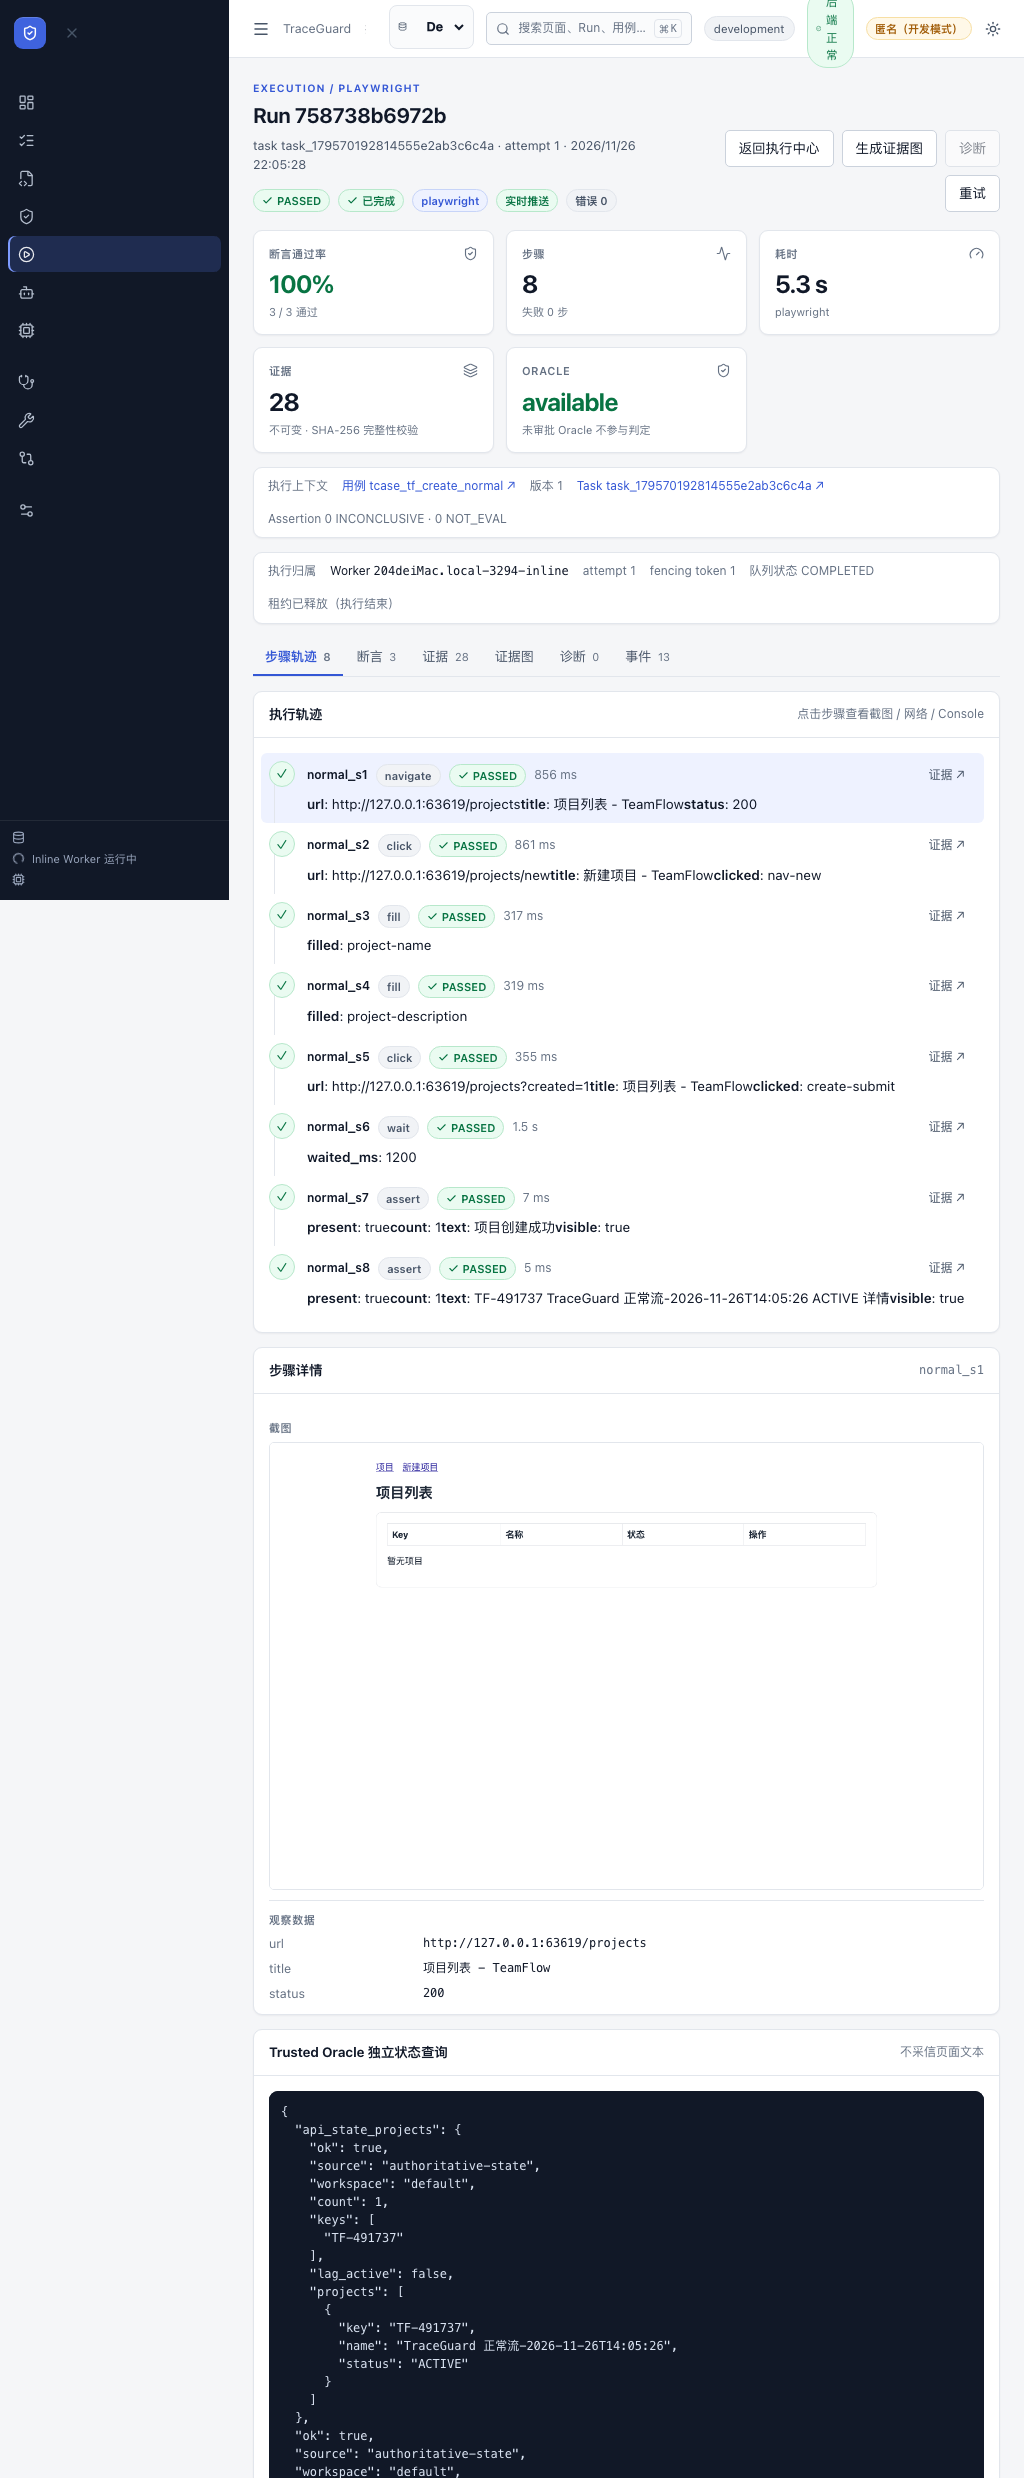 TraceGuard
De
搜索页面、Run、用例...
⌘K
development
后端正常
匿名（开发模式）
EXECUTION / PLAYWRIGHT
Run 758738b6972b
task task_179570192814555e2ab3c6c4a · attempt 1 · 2026/11/26
22:05:28
返回执行中心
生成证据图
诊断
重试
PASSED
已完成
playwright
实时推送
错误 0
断言通过率
100%
3 / 3 通过
步骤
8
失败 0 步
耗时
5.3 s
playwright
证据
28
不可变 · SHA-256 完整性校验
ORACLE
available
未审批 Oracle 不参与判定
执行上下文 用例 tcase_tf_create_normal ↗ 版本 1 Task task_179570192814555e2ab3c6c4a ↗
Assertion 0 INCONCLUSIVE · 0 NOT_EVAL
执行归属 Worker 204deiMac.local-3294-inline attempt 1 fencing token 1 队列状态 COMPLETED
租约已释放（执行结束）
步骤轨迹 8 断言 3 证据 28 证据图 诊断 0 事件 13
执行轨迹 点击步骤查看截图 / 网络 / Console
normal_s1 navigate PASSED 856 ms 证据 ↗
url: http://127.0.0.1:63619/projectstitle: 项目列表 - TeamFlowstatus: 200
normal_s2 click PASSED 861 ms 证据 ↗
url: http://127.0.0.1:63619/projects/newtitle: 新建项目 - TeamFlowclicked: nav-new
normal_s3 fill PASSED 317 ms 证据 ↗
filled: project-name
normal_s4 fill PASSED 319 ms 证据 ↗
filled: project-description
normal_s5 click PASSED 355 ms 证据 ↗
url: http://127.0.0.1:63619/projects?created=1title: 项目列表 - TeamFlowclicked: create-submit
normal_s6 wait PASSED 1.5 s 证据 ↗
waited_ms: 1200
normal_s7 assert PASSED 7 ms 证据 ↗
present: truecount: 1text: 项目创建成功visible: true
normal_s8 assert PASSED 5 ms 证据 ↗
present: truecount: 1text: TF-491737 TraceGuard 正常流-2026-11-26T14:05:26 ACTIVE 详情visible: true
步骤详情 normal_s1
截图
项目 新建项目
项目列表
Key 名称 状态 操作
暂无项目
观察数据
url http://127.0.0.1:63619/projects
title 项目列表 - TeamFlow
status 200
Trusted Oracle 独立状态查询 不采信页面文本
{
"api_state_projects": {
"ok": true,
"source": "authoritative-state",
"workspace": "default",
"count": 1,
"keys": [
"TF-491737"
],
"lag_active": false,
"projects": [
{
"key": "TF-491737",
"name": "TraceGuard 正常流-2026-11-26T14:05:26",
"status": "ACTIVE"
}
]
},
"ok": true,
"source": "authoritative-state",
"workspace": "default",
Inline Worker 运行中